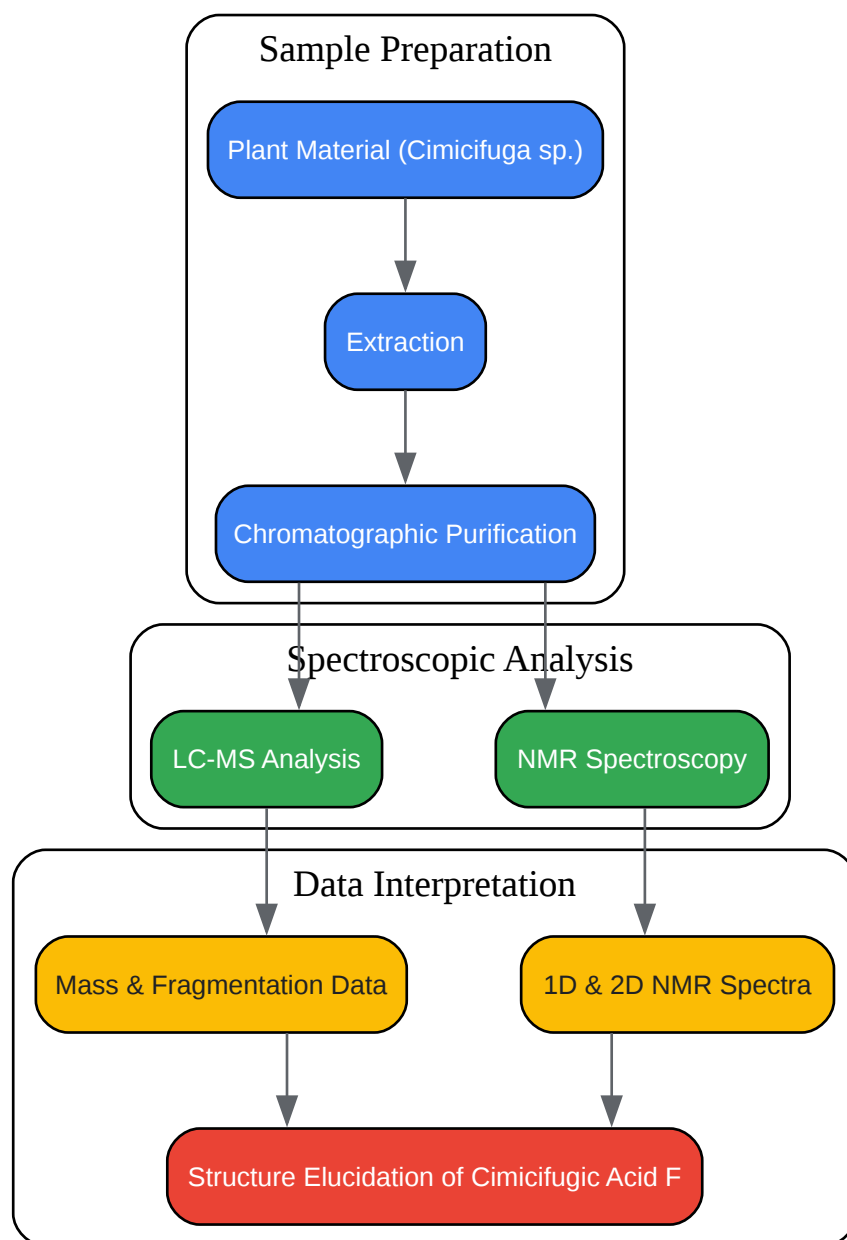 Sample Preparation
Plant Material (Cimicifuga sp.)
Extraction
Chromatographic Purification
Spectroscopic Analysis
LC-MS Analysis
NMR Spectroscopy
Data Interpretation
Mass & Fragmentation Data
1D & 2D NMR Spectra
Structure Elucidation of Cimicifugic Acid F